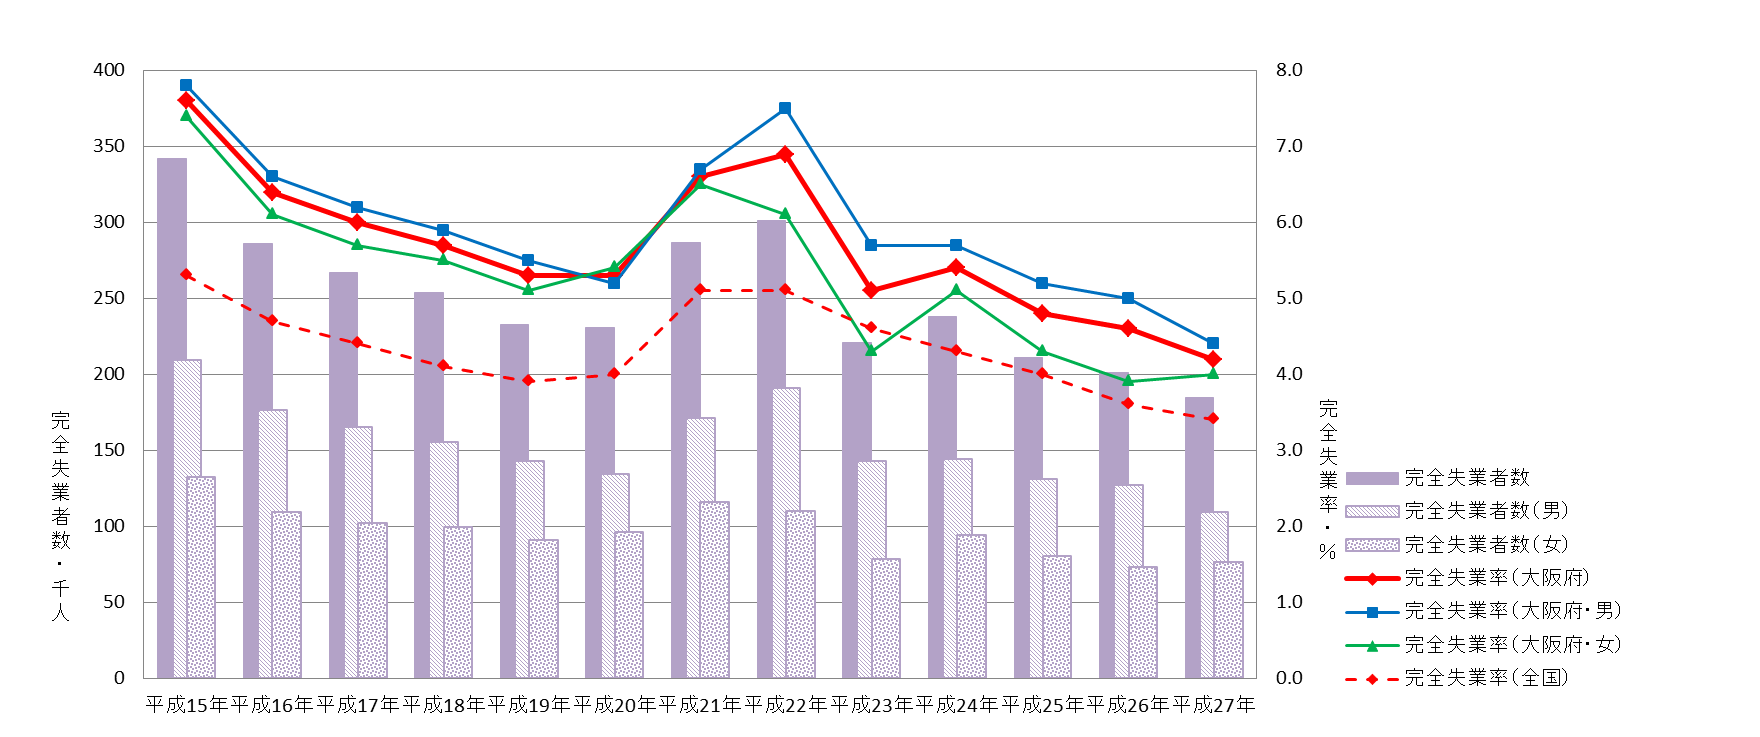 400
350
300
250
200
150
100
50
0
完全失業者数・千人
8.0
7.0
6.0
5.0
4.0
3.0
2.0
1.0
0.0
完全失業率・%
平成15年 平成16年 平成17年 平成18年 平成19年 平成20年 平成21年 平成22年 平成23年 平成24年 平成25年 平成26年 平成27年
完全失業者数
完全失業者数(男)
完全失業者数(女)
完全失業率(大阪府)
完全失業率(大阪府・男)
完全失業率(大阪府・女)
完全失業率(全国)